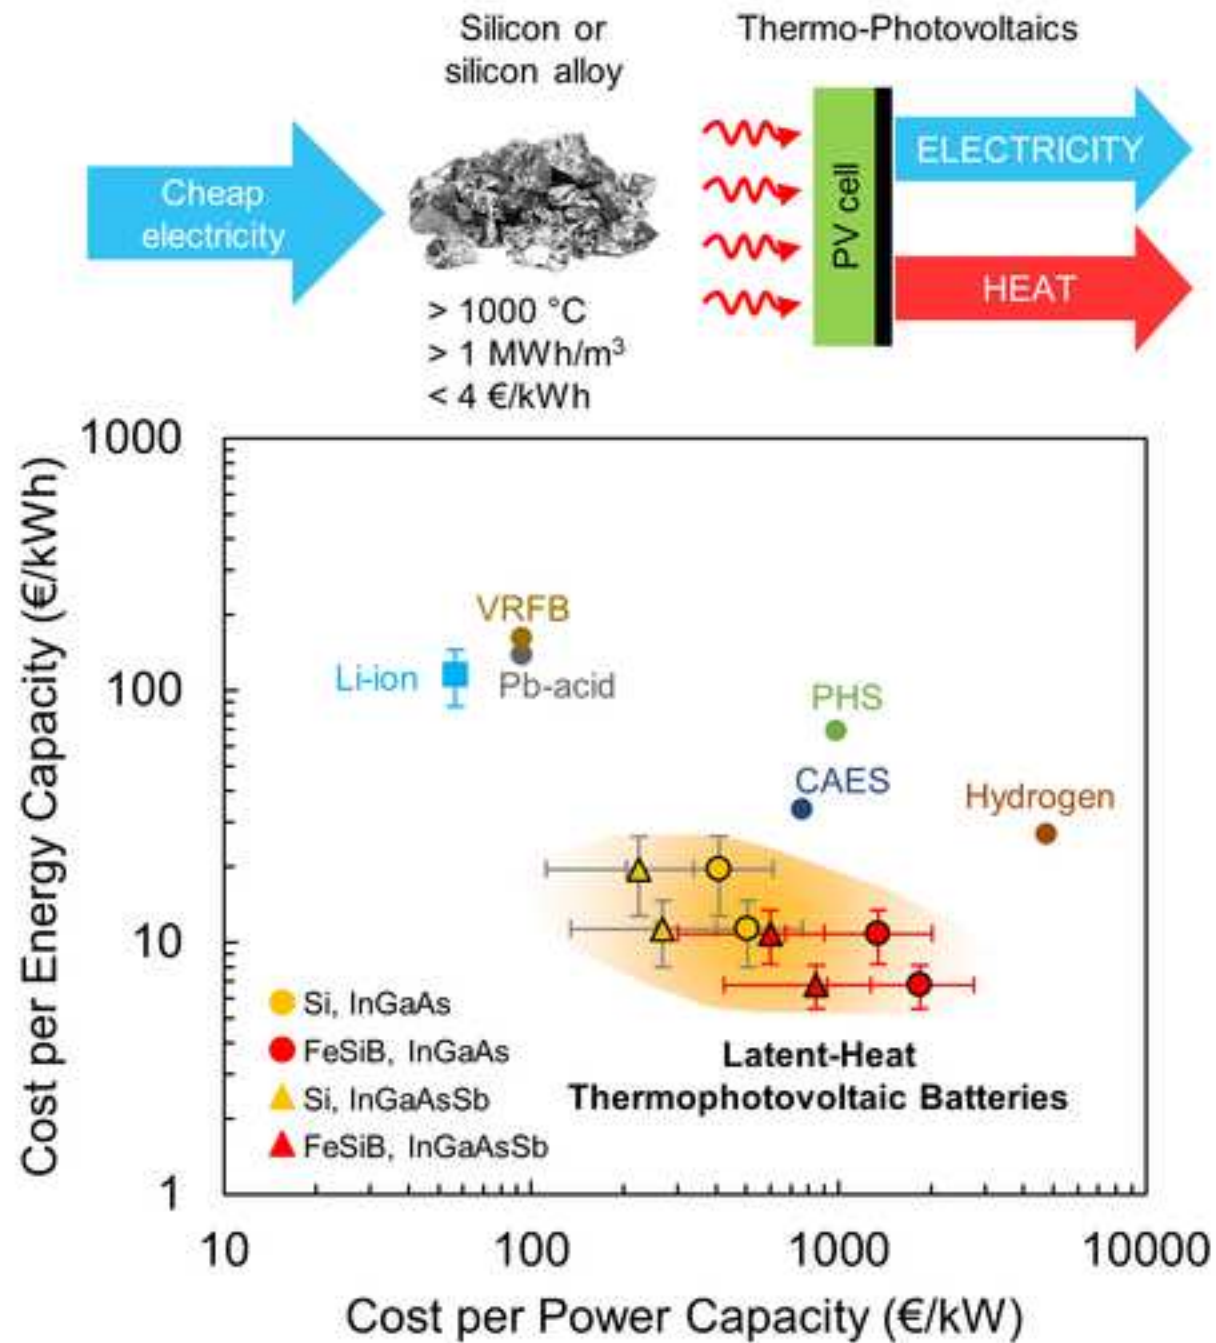 Silicon or
silicon alloy
Thermo-Photovoltaics
Cheap
electricity
PV cell
ELECTRICITY
HEAT
> 1000 °C
> 1 MWh/m³
< 4 €/kWh
Cost per Energy Capacity (€/kWh)
1000
100
10
1
VRFB
Li-ion
Pb-acid
PHS
CAES
Hydrogen
Si, InGaAs
FeSiB, InGaAs
Si, InGaAsSb
FeSiB, InGaAsSb
Latent-Heat
Thermophotovoltaic Batteries
10
100
1000
10000
Cost per Power Capacity (€/kW)